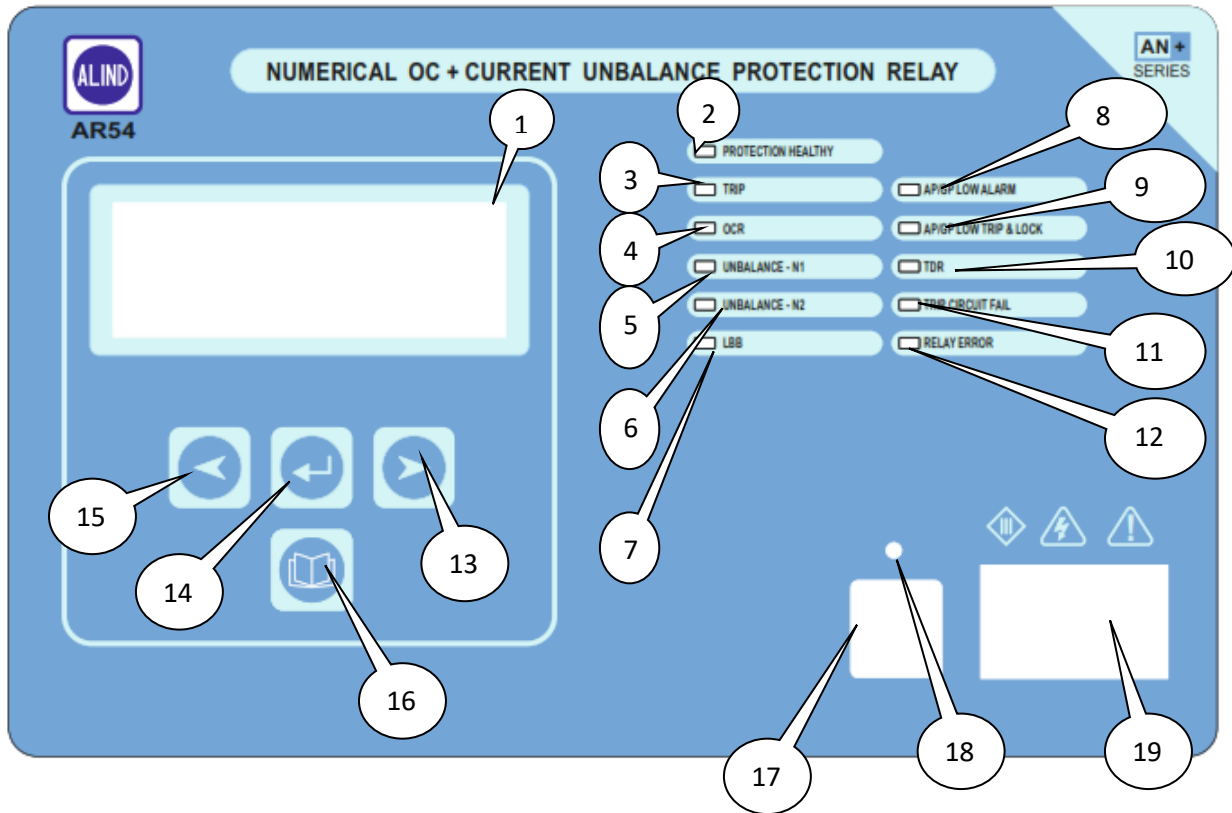 ALIND
AR54
NUMERICAL OC + CURRENT UNBALANCE PROTECTION RELAY
AN +
SERIES
1
2
PROTECTION HEALTHY
3
TRIP
4
OCR
5
UNBALANCE - N1
6
UNBALANCE - N2
7
LBB
8
AP/GP LOW ALARM
9
AP/GP LOW TRIP & LOCK
10
TDR
11
TRIP CIRCUIT FAIL
12
RELAY ERROR
15
14
13
16
17
18
19